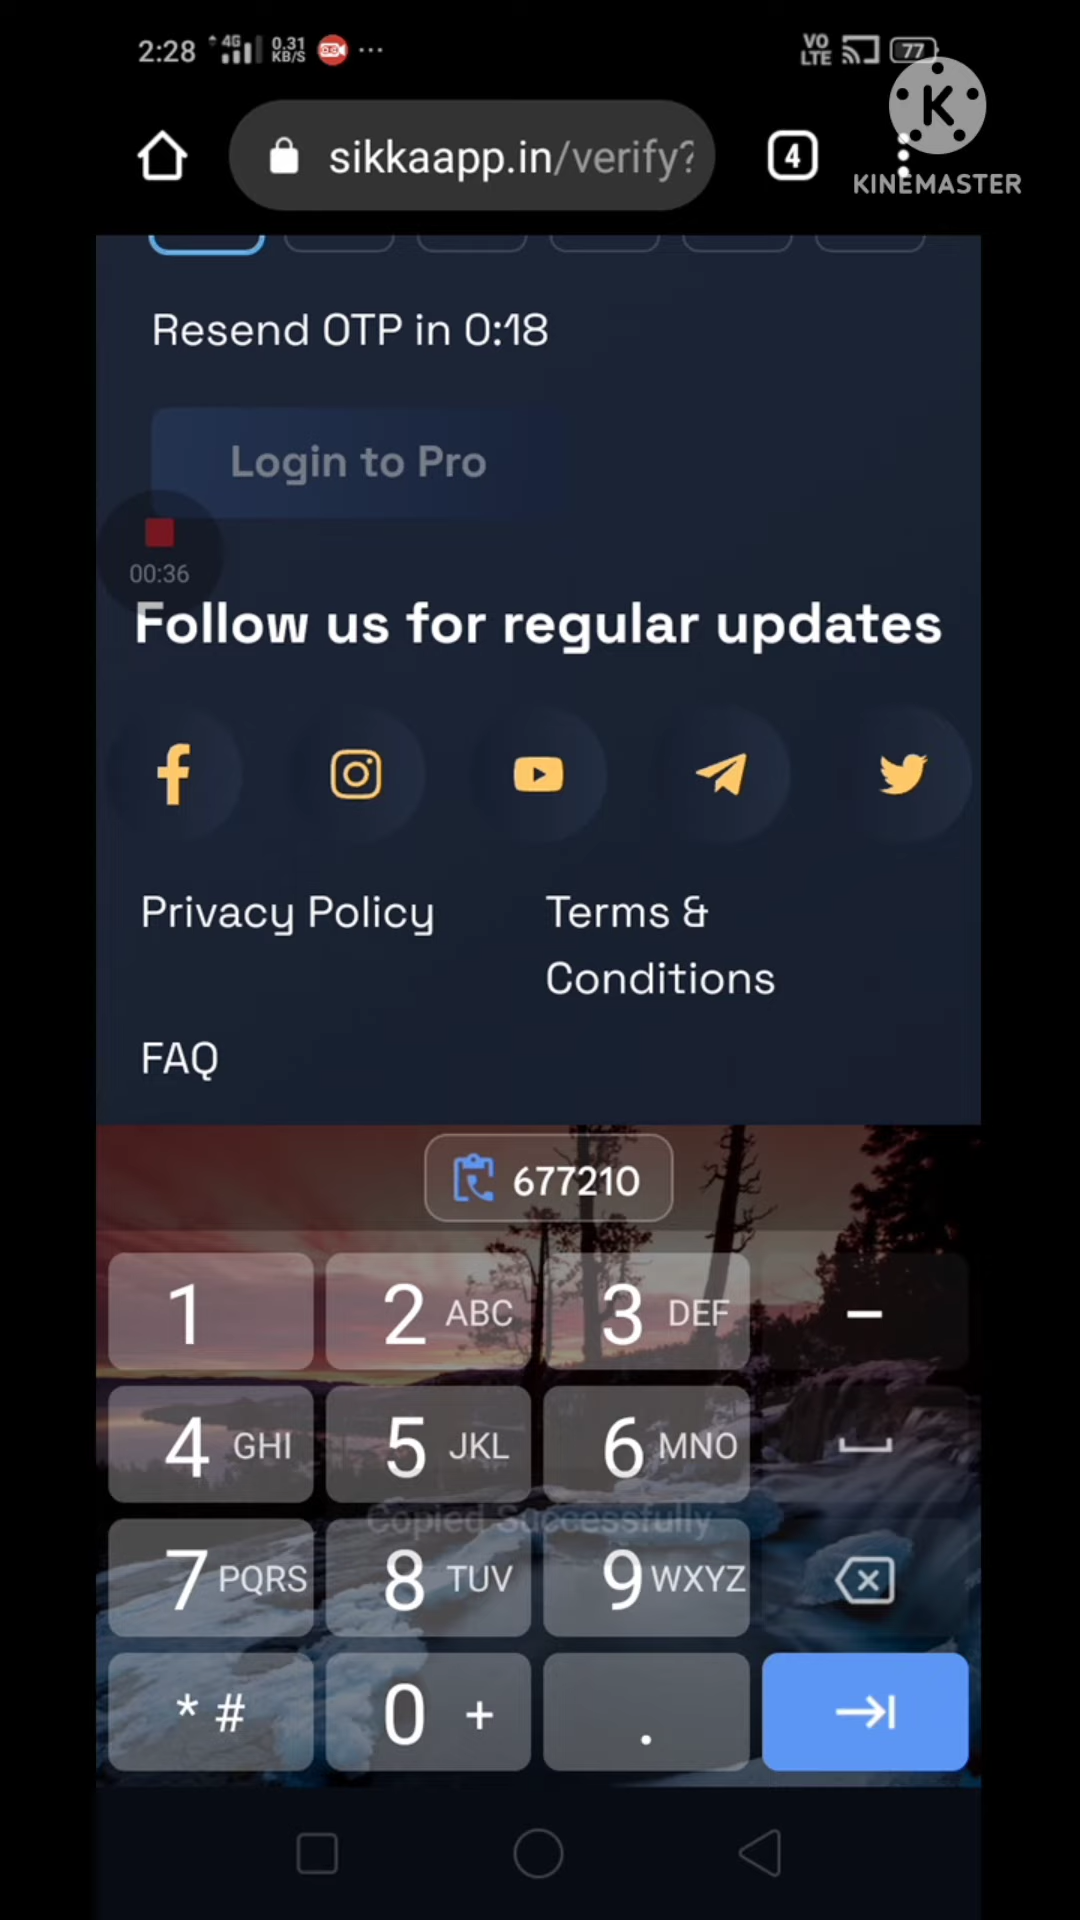 2:28 4G 0.31 KB/S ... VO LTE 77
sikkaapp.in/verify? 4
KINEMASTER
Resend OTP in 0:18
Login to Pro
00:36
Follow us for regular updates
Privacy Policy
Terms &
Conditions
FAQ
677210
1 2 ABC 3 DEF –
4 GHI 5 JKL 6 MNO
Copied Successfully
7 PQRS 8 TUV 9 WXYZ
* # 0 + .